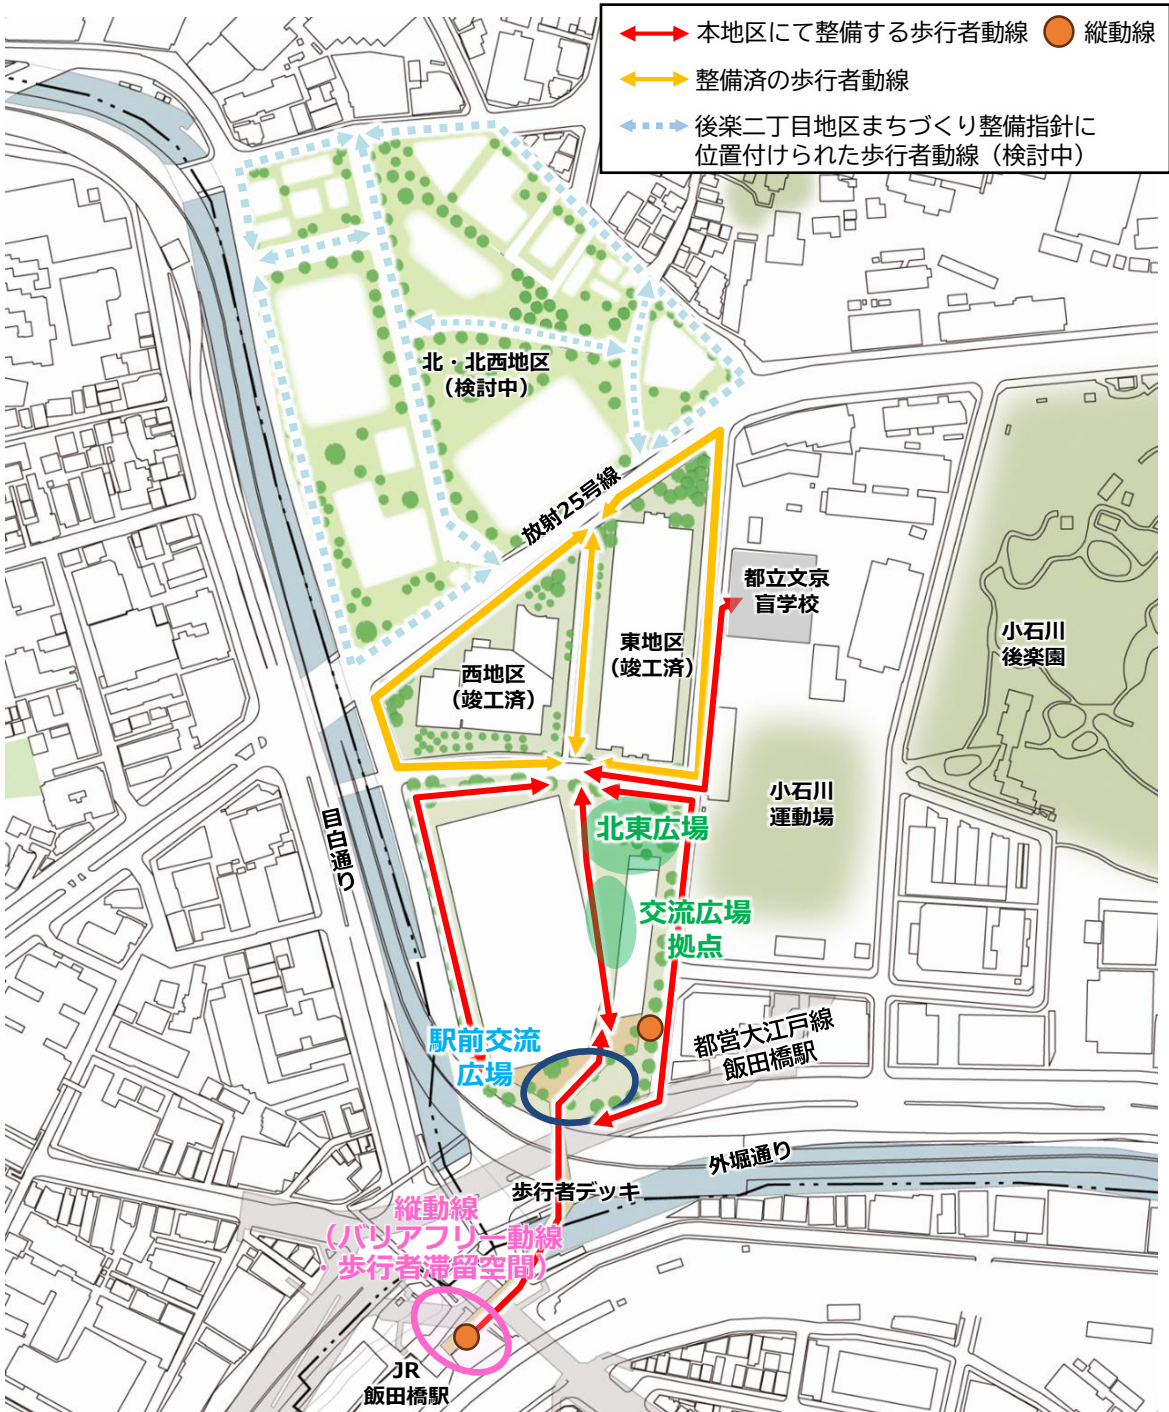 本地区にて整備する歩行者動線 縦動線
整備済の歩行者動線
後楽二丁目地区まちづくり整備指針に
位置付けられた歩行者動線（検討中）
北・北西地区
（検討中）
放射25号線
都立文京
盲学校
東地区
（竣工済）
西地区
（竣工済）
小石川
後楽園
小石川
運動場
目白通り
北東広場
交流広場
拠点
駅前交流
広場
都営大江戸線
飯田橋駅
外堀通り
歩行者デッキ
縦動線
（バリアフリー動線
・歩行者滞留空間）
JR
飯田橋駅